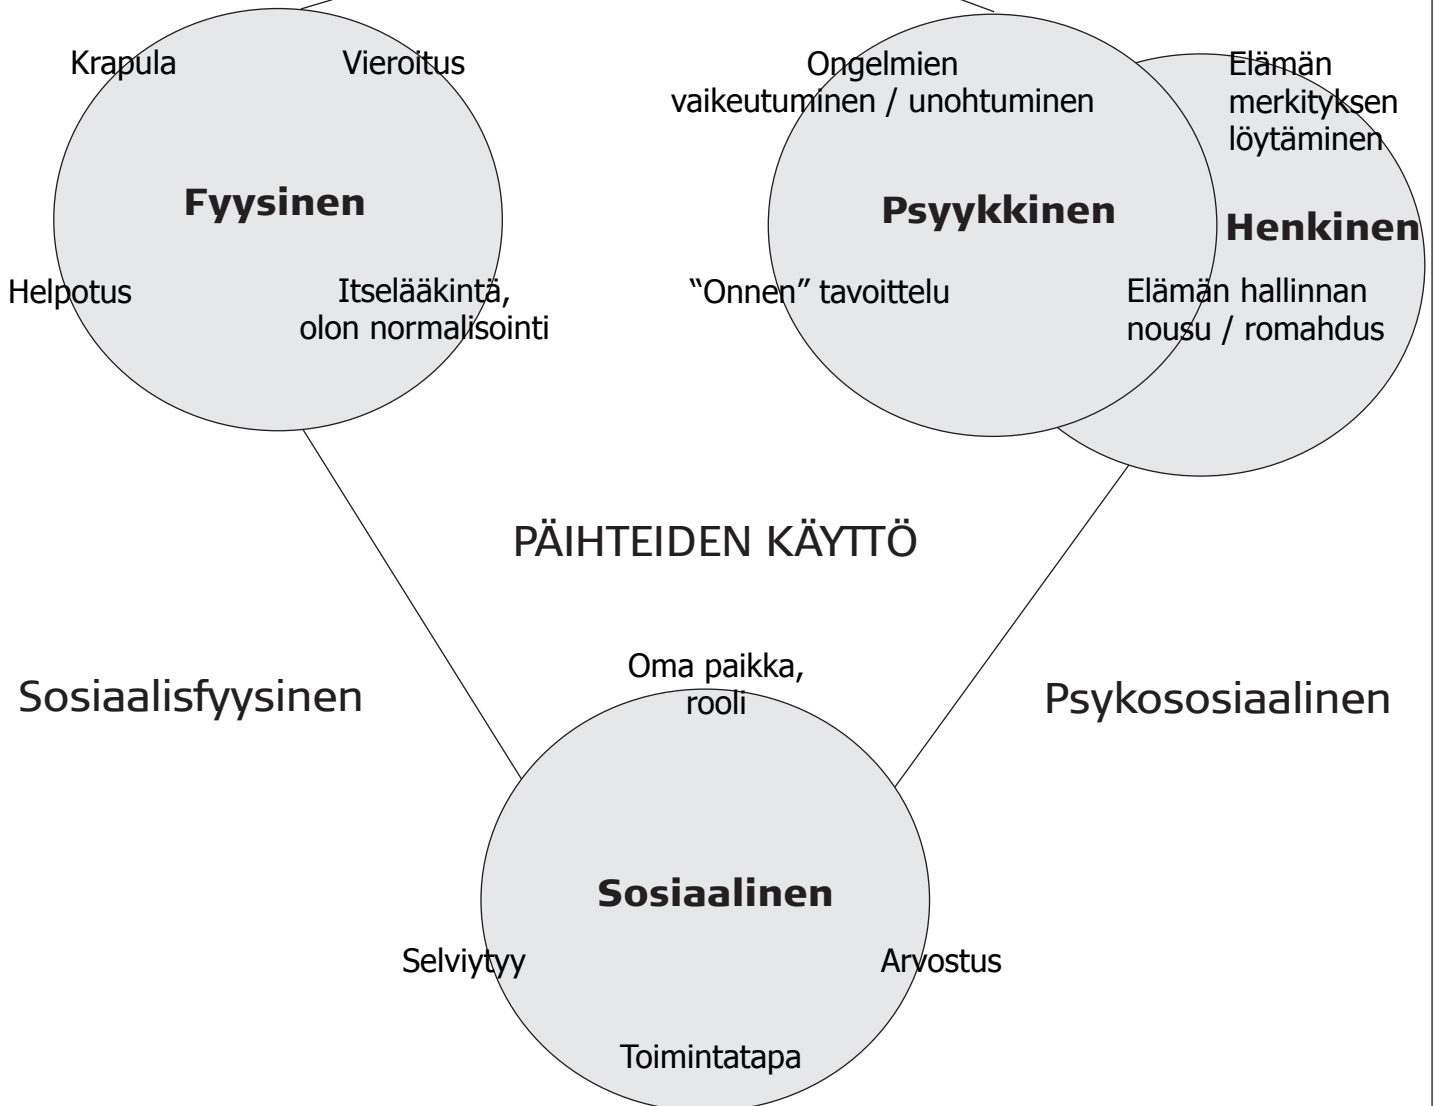 Krapula
Vieroitus
Fyysinen
Helpotus
Itselääkintä,
olon normalisointi
Ongelmien
vaikeutuminen / unohtuminen
Psyykkinen
“Onnen” tavoittelu
Elämän
merkityksen
löytäminen
Henkinen
Elämän hallinnan
nousu / romahdus
PÄIHTEIDEN KÄYTTÖ
Sosiaalisfyysinen
Psykososiaalinen
Oma paikka,
rooli
Sosiaalinen
Selviytyy
Arvostus
Toimintatapa